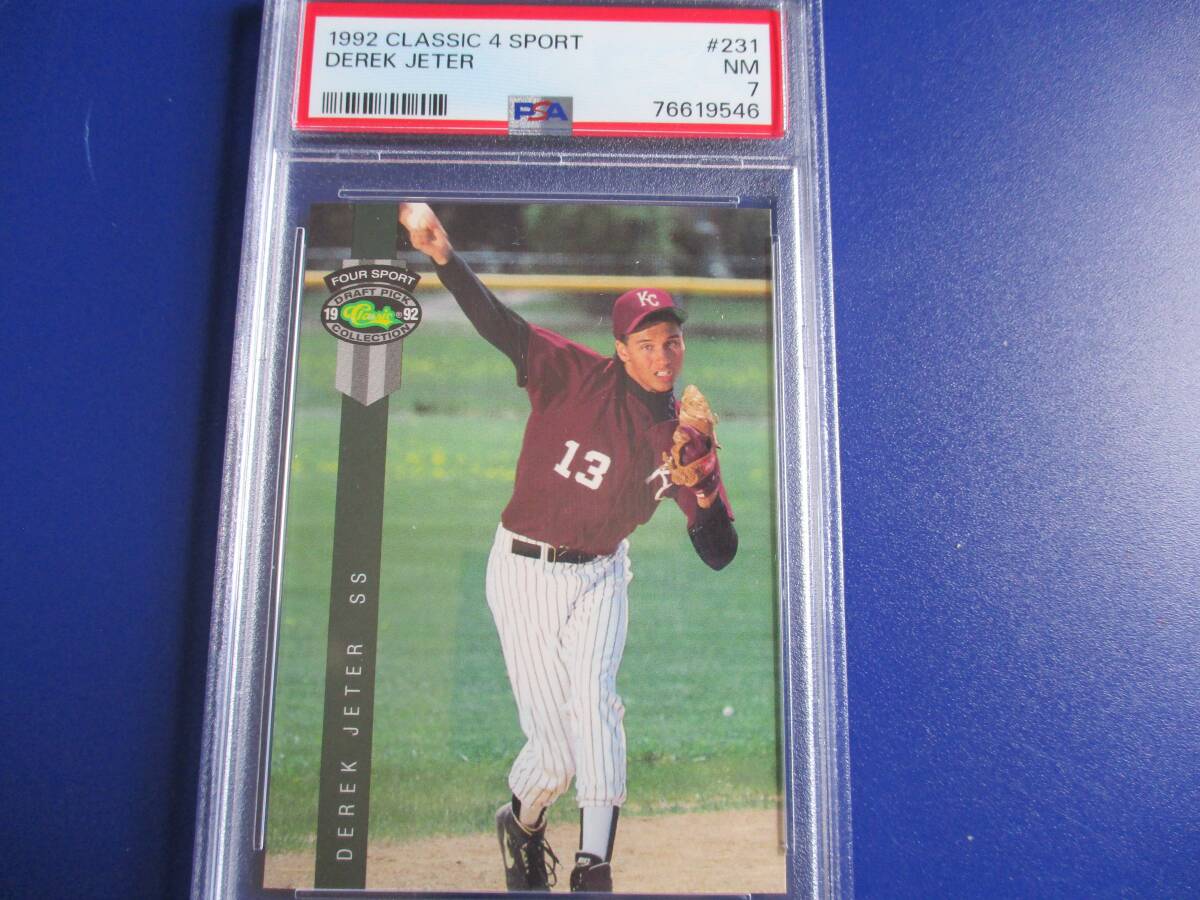 1992 CLASSIC 4 SPORT #231
DEREK JETER NM
7
PSA 76619546
FOUR SPORT
DRAFT PICK
19 Classic® 92
COLLECTION
KC
13
DEREK JETER SS